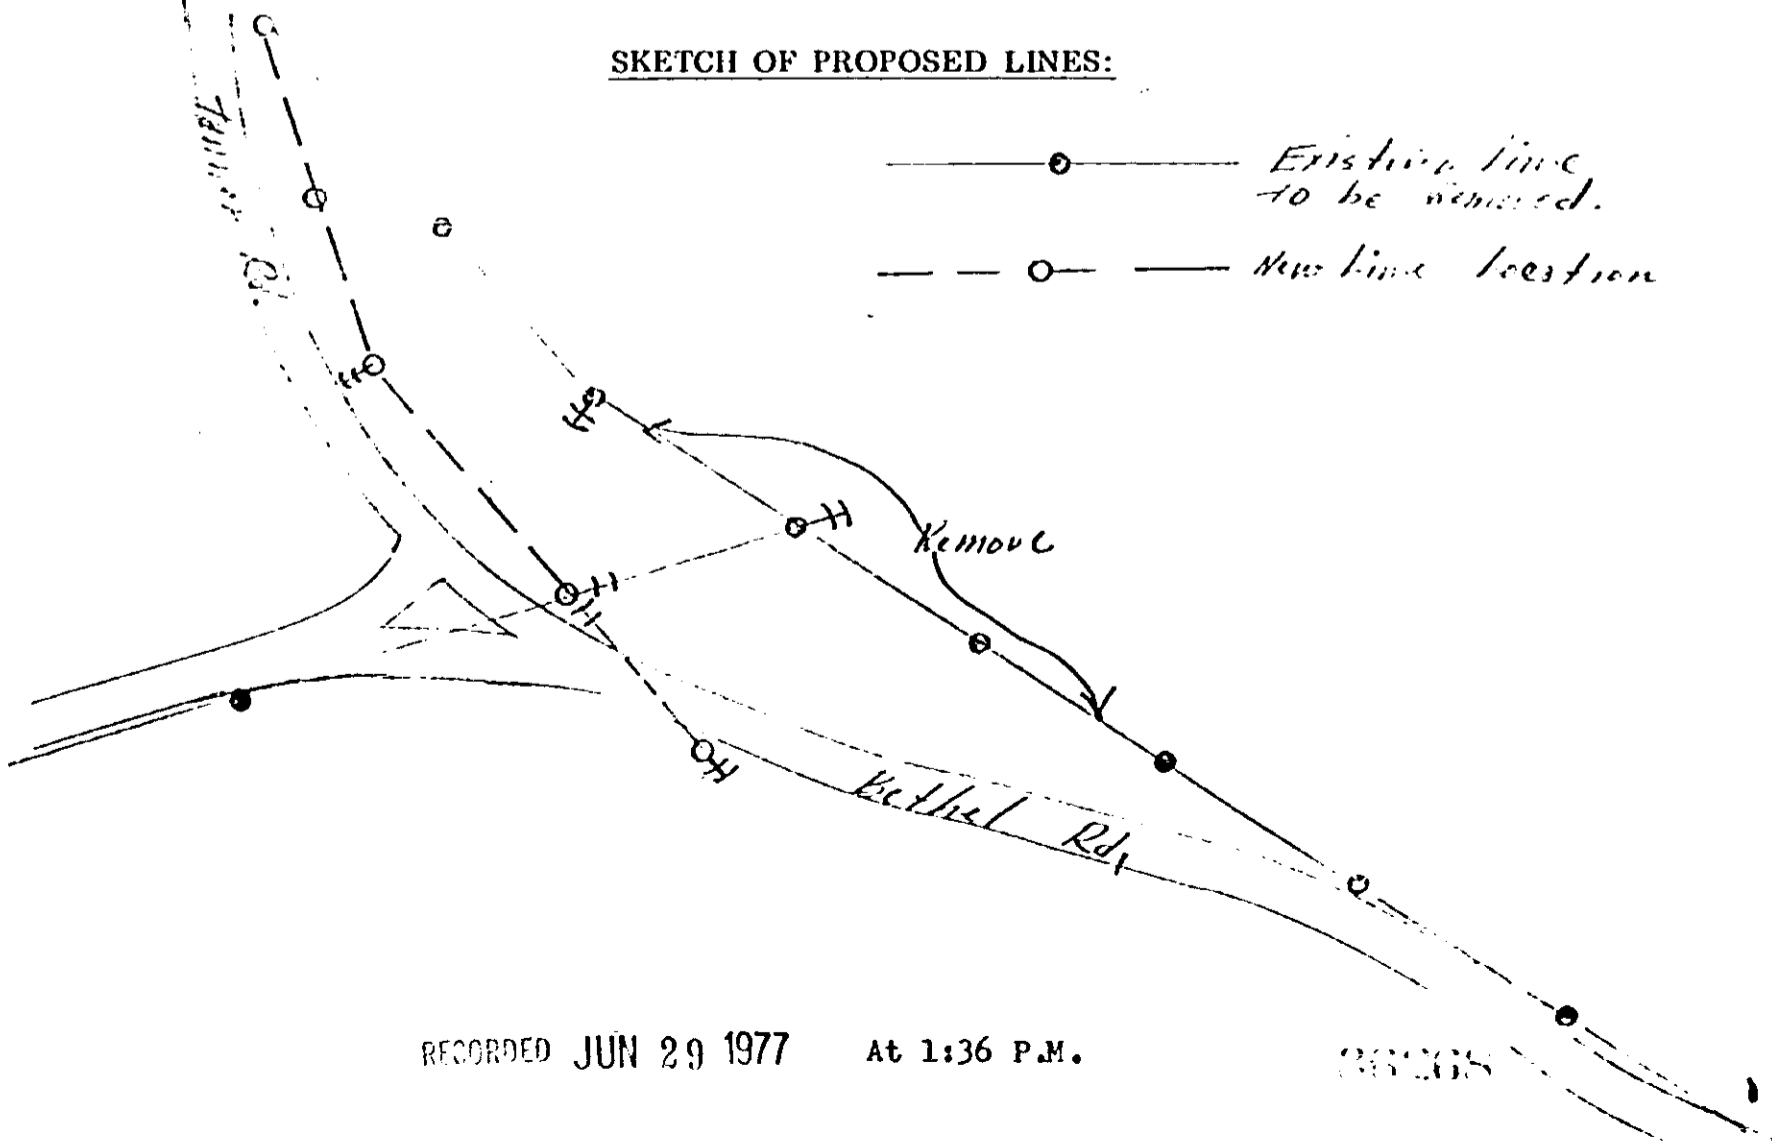 SKETCH OF PROPOSED LINES:
Existing line
to be removed.
New line location
Rd.
Remove
Bethel Rd.
RECORDED JUN 29 1977 At 1:36 P.M.